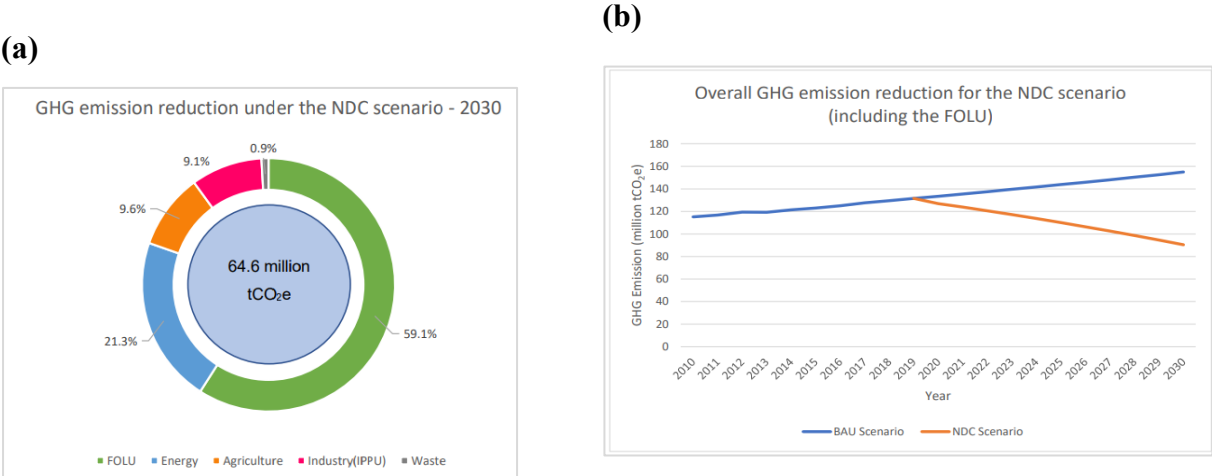 (a)
GHG emission reduction under the NDC scenario - 2030
0.9%
9.1%
9.6%
21.3%
59.1%
64.6 million
tCO₂e
FOLU Energy Agriculture Industry(IPPU) Waste
(b)
Overall GHG emission reduction for the NDC scenario
(including the FOLU)
GHG Emission (million tCO₂e)
180
160
140
120
100
80
60
40
20
0
2010 2011 2012 2013 2014 2015 2016 2017 2018 2019 2020 2021 2022 2023 2024 2025 2026 2027 2028 2029 2030
Year
BAU Scenario NDC Scenario